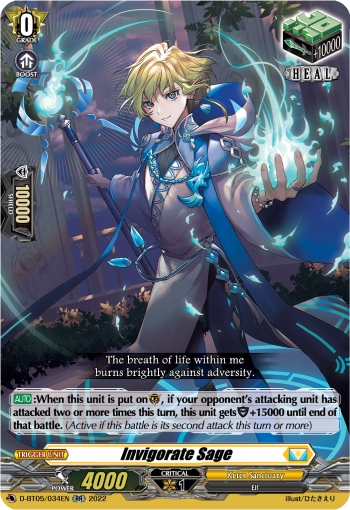 0
GRADE
BOOST
+10000
HEAL
10000
SHIELD
The breath of life within me
burns brightly against adversity.
AUTO:When this unit is put on G, if your opponent's attacking unit has
attacked two or more times this turn, this unit gets +15000 until end of
that battle. (Active if this battle is its second attack this turn or more)
TRIGGER UNIT
Invigorate Sage
POWER 4000
CRITICAL
1
Keter Sanctuary
Elf
D-BT05/034EN 2022
illust/ひたきえり